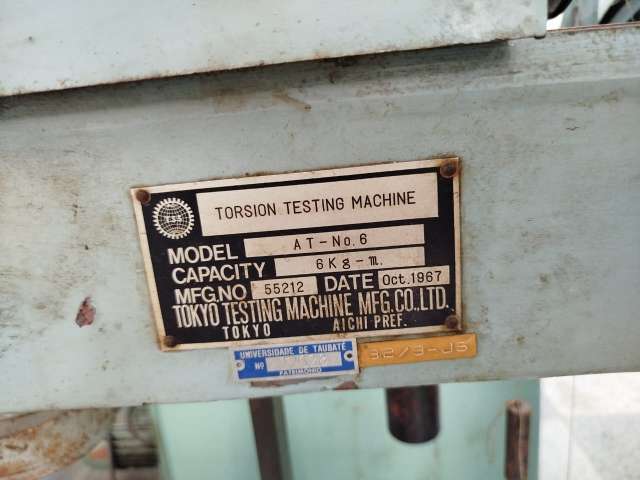 TORSION TESTING MACHINE
MODEL AT-No.6
CAPACITY 6Kg-m.
MFG.NO 55212 DATE Oct.1967
TOKYO TESTING MACHINE MFG.CO.,LTD.
TOKYO AICHI PREF.
UNIVERSIDADE DE TAUBATÉ
Nº
PATRIMÔNIO
32/3-JS